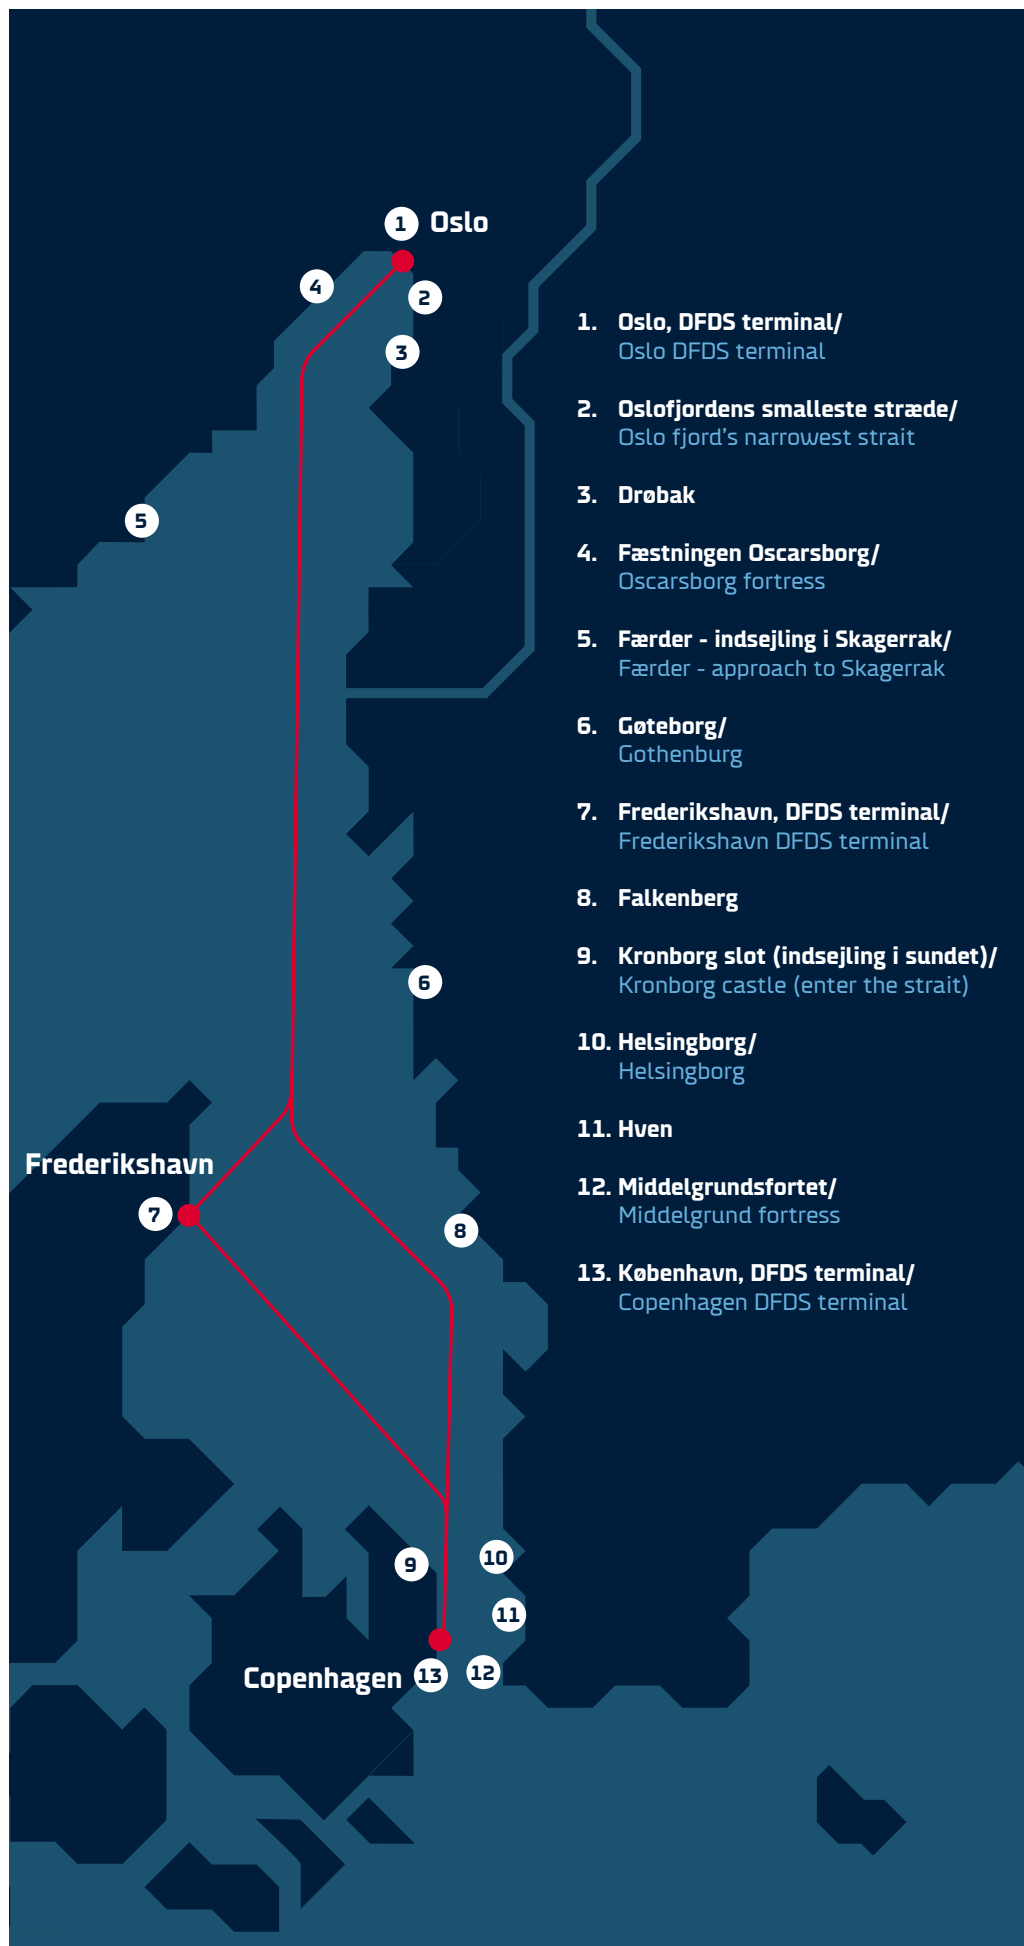 1 Oslo
4
2
3
5
6
Frederikshavn
7
8
9
10
11
Copenhagen 13
12
1. Oslo, DFDS terminal/
Oslo DFDS terminal
2. Oslofjordens smalleste stræde/
Oslo fjord's narrowest strait
3. Drøbak
4. Fæstningen Oscarsborg/
Oscarsborg fortress
5. Færder - indsejling i Skagerrak/
Færder - approach to Skagerrak
6. Gøteborg/
Gothenburg
7. Frederikshavn, DFDS terminal/
Frederikshavn DFDS terminal
8. Falkenberg
9. Kronborg slot (indsejling i sundet)/
Kronborg castle (enter the strait)
10. Helsingborg/
Helsingborg
11. Hven
12. Middelgrundsfortet/
Middelgrund fortress
13. København, DFDS terminal/
Copenhagen DFDS terminal